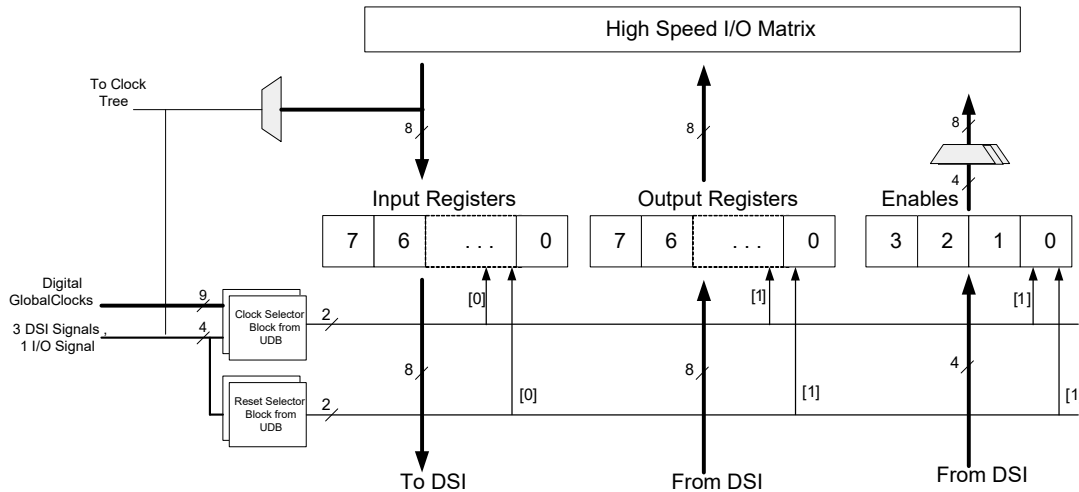 High Speed I/O Matrix
To Clock
Tree
8
8
8
4
Input Registers
Output Registers
Enables
7 6 . . . 0
7 6 . . . 0
3 2 1 0
Digital
GlobalClocks
9
[0]
[1]
[1]
Clock Selector
Block from
UDB
2
3 DSI Signals ,
1 I/O Signal
4
8
8
4
Reset Selector
Block from
UDB
2
[0]
[1]
[1
To DSI
From DSI
From DSI